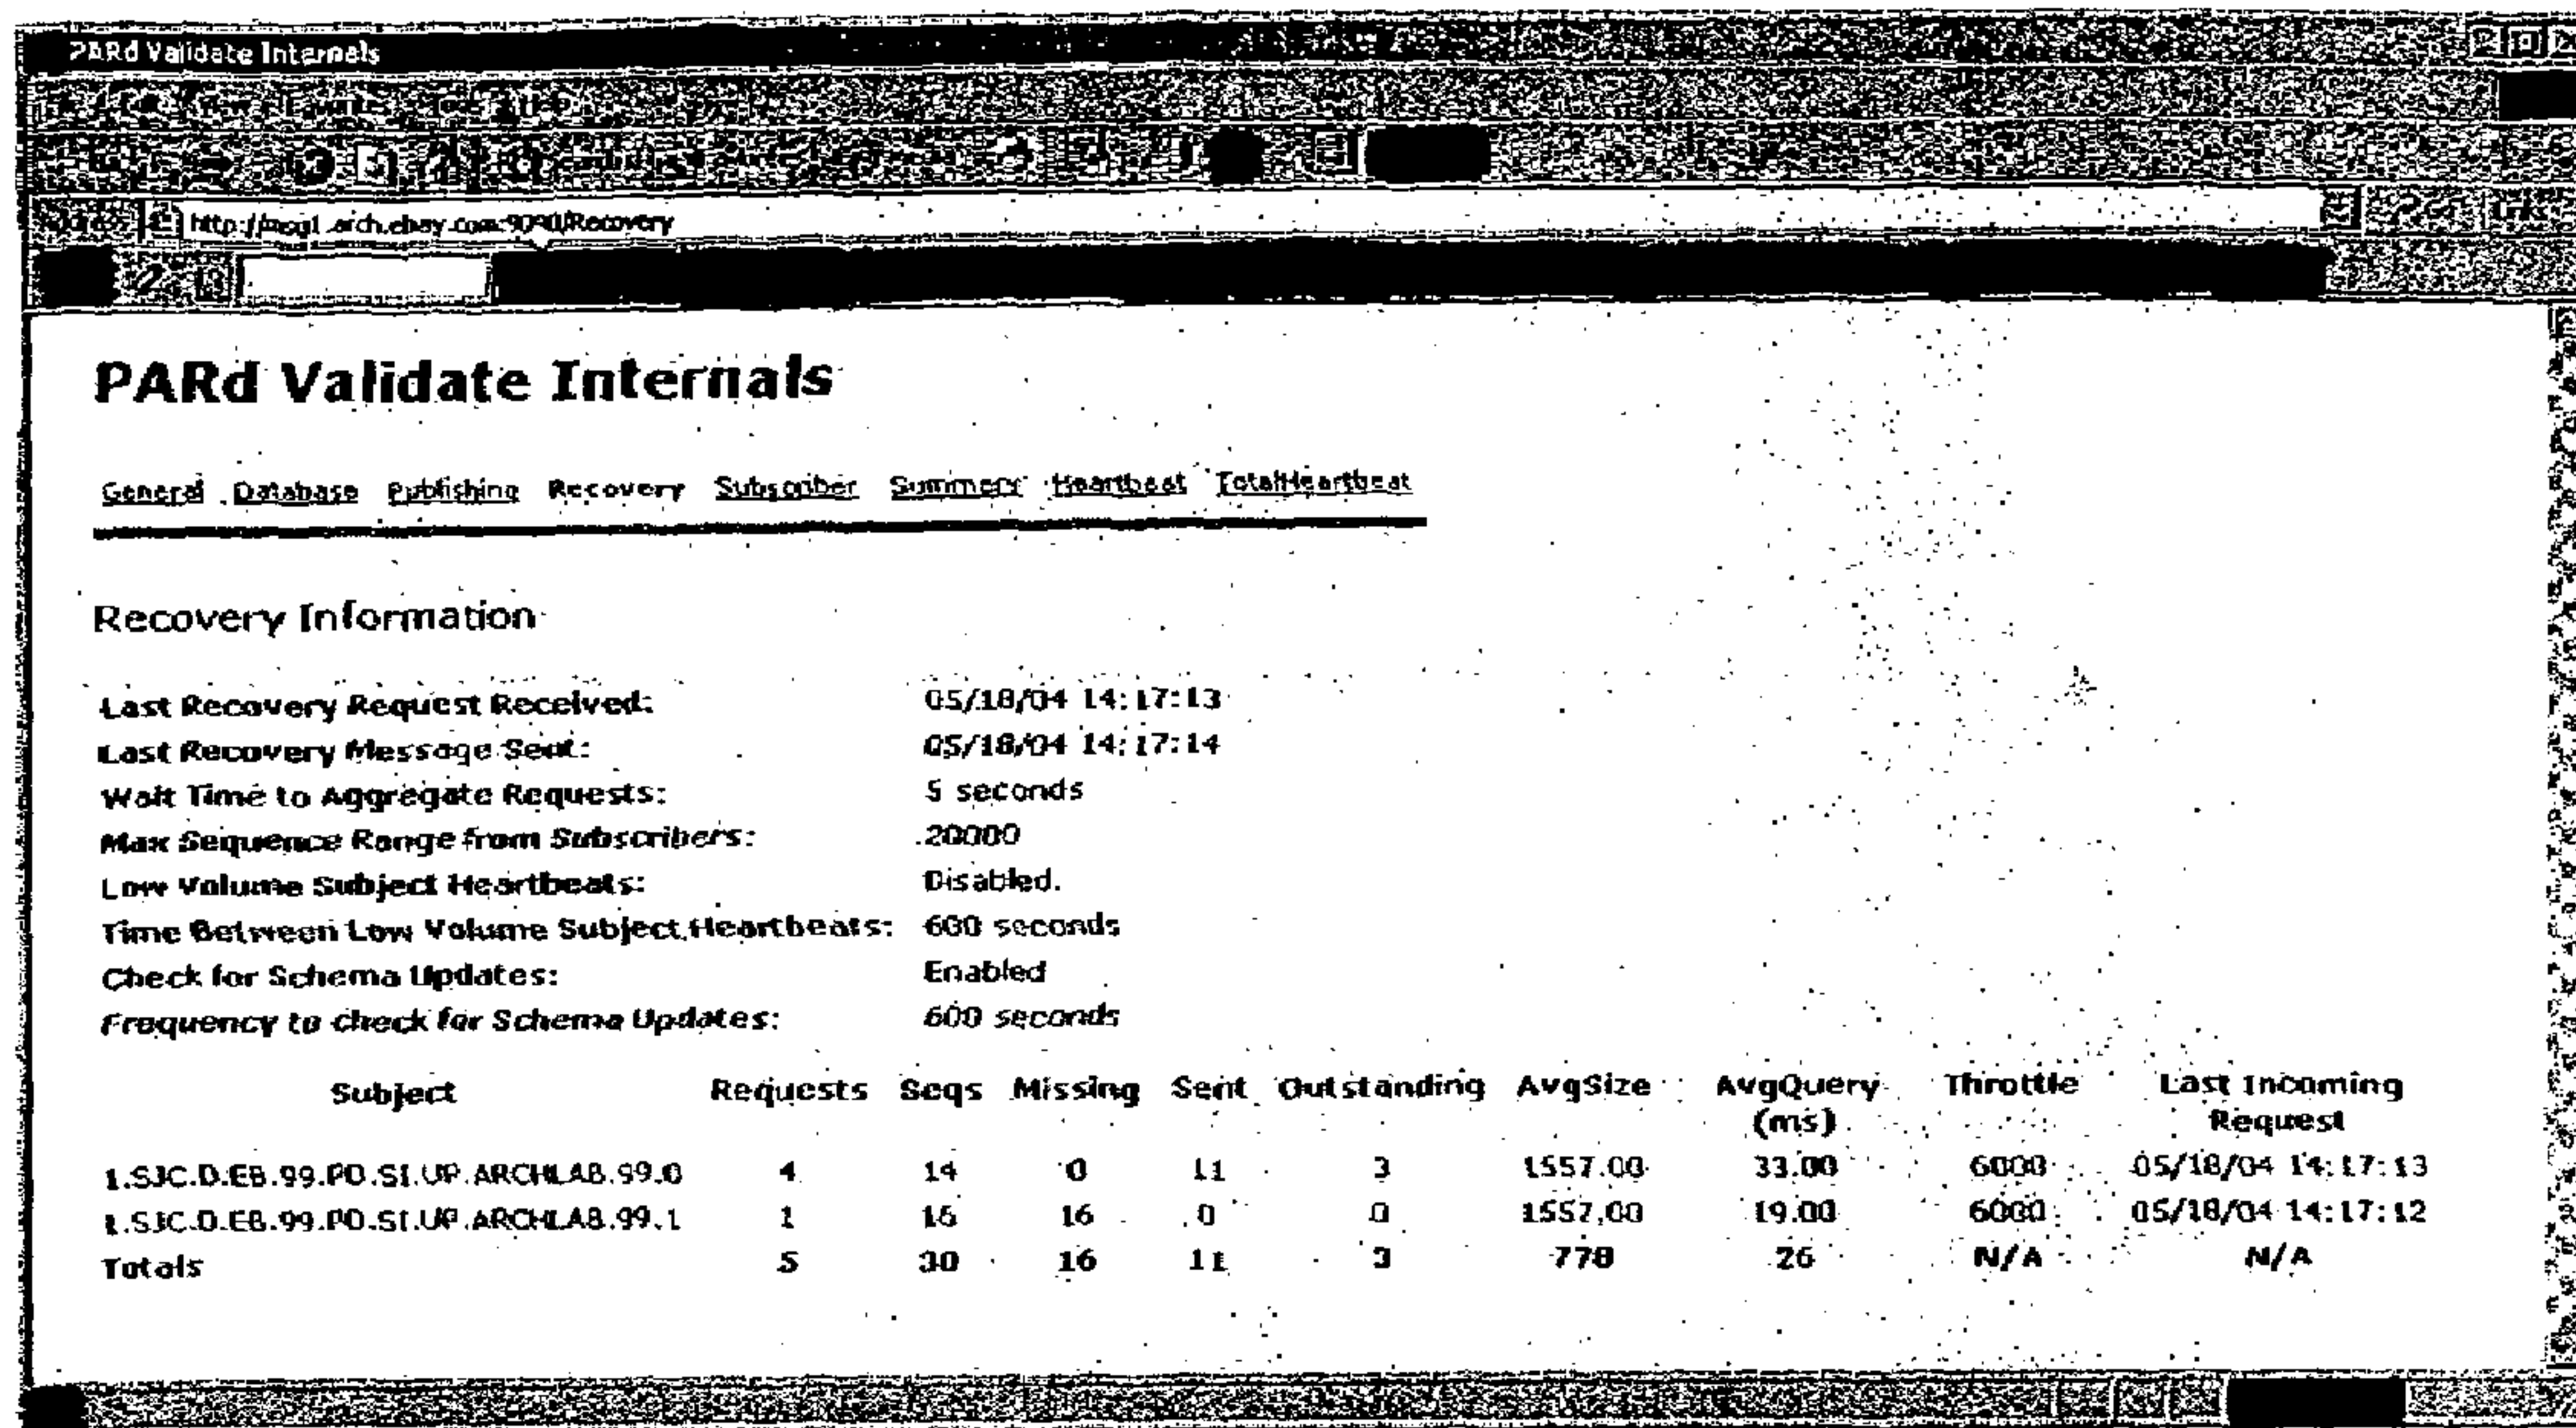 PARd Validate Internals
http://msgl.arch.ebay.com:9090/Recovery
PARd Validate Internals
General Database Publishing Recovery Subscriber Summary Heartbeat TotalHeartbeat
Recovery Information
Last Recovery Request Received: 05/18/04 14:17:13
Last Recovery Message Sent: 05/18/04 14:17:14
Wait Time to Aggregate Requests: 5 seconds
Max Sequence Range from Subscribers: 20000
Low Volume Subject Heartbeats: Disabled.
Time Between Low Volume Subject Heartbeats: 600 seconds
Check for Schema Updates: Enabled
Frequency to check for Schema Updates: 600 seconds
Subject Requests Seqs Missing Sent Outstanding AvgSize AvgQuery (ms) Throttle Last Incoming Request
1.SJC.D.EB.99.PD.SI.UP.ARCHLAB.99.0 4 14 0 11 3 1557.00 33.00 6000 05/18/04 14:17:13
1.SJC.D.EB.99.PD.SI.UP.ARCHLAB.99.1 1 16 16 0 0 1557.00 19.00 6000 05/18/04 14:17:12
Totals 5 30 16 11 3 778 26 N/A N/A